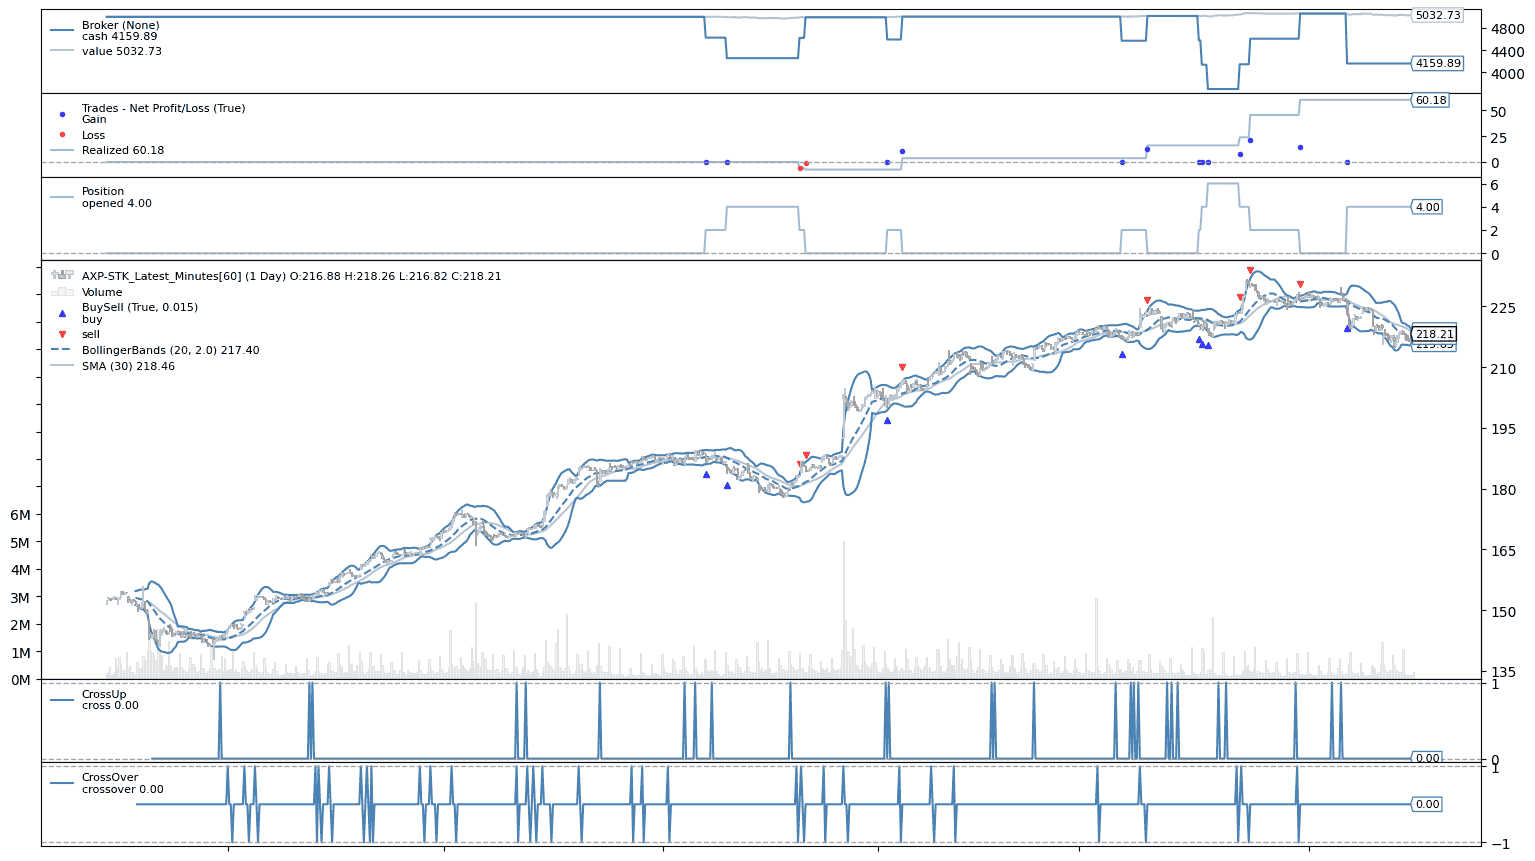 Broker (None)
cash 4159.89
value 5032.73
5032.73
4800
4400
4159.89
4000
Trades - Net Profit/Loss (True)
Gain
Loss
Realized 60.18
60.18
50
25
0
Position
opened 4.00
6
4.00
4
2
0
AXP-STK_Latest_Minutes[60] (1 Day) O:216.88 H:218.26 L:216.82 C:218.21
Volume
BuySell (True, 0.015)
buy
sell
BollingerBands (20, 2.0) 217.40
SMA (30) 218.46
225
218.21
210
195
180
165
150
135
6M
5M
4M
3M
2M
1M
0M
CrossUp
cross 0.00
1
0.00
0
CrossOver
crossover 0.00
1
0.00
−1